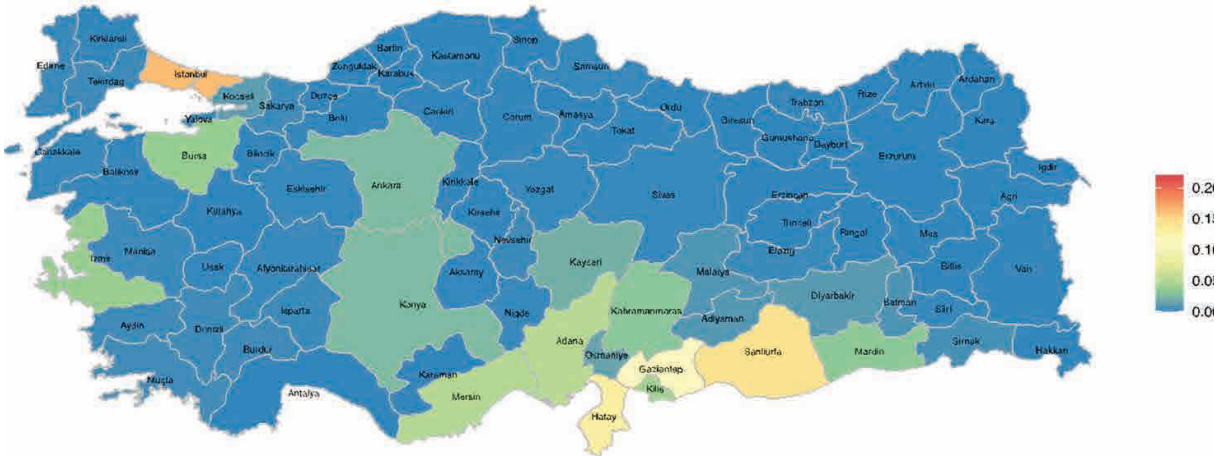 Kirklareli
Edirne
Tekirdag
Istanbul
Kocaeli
Sakarya
Yalova
Duzce
Bolu
Zonguldak
Bartin
Karabuk
Kastamonu
Sinop
Samsun
Cankiri
Corum
Amasya
Ordu
Tokat
Giresun
Trabzon
Gumushane
Bayburt
Rize
Artvin
Ardahan
Kars
Erzurum
Igdir
Agri
Canakkale
Balikesir
Bursa
Bilecik
Eskisehir
Ankara
Kirikkale
Yozgat
Sivas
Erzincan
Tunceli
Bingol
Mus
Kutahya
Kirsehir
Nevsehir
Elazig
Bitlis
Van
Izmir
Manisa
Usak
Afyonkarahisar
Konya
Aksaray
Kayseri
Malatya
Diyarbakir
Batman
Siirt
Aydin
Denizli
Isparta
Burdur
Nigde
Adana
Kahramanmaras
Adiyaman
Sanliurfa
Mardin
Sirnak
Hakkari
Mugla
Antalya
Karaman
Mersin
Osmaniye
Gaziantep
Kilis
Hatay
0.20
0.15
0.10
0.05
0.00